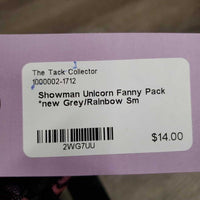 The Tack Collector
1000002-1712
Showman Unicorn Fanny Pack
*new Grey/Rainbow Sm
2WG7UU
$14.00